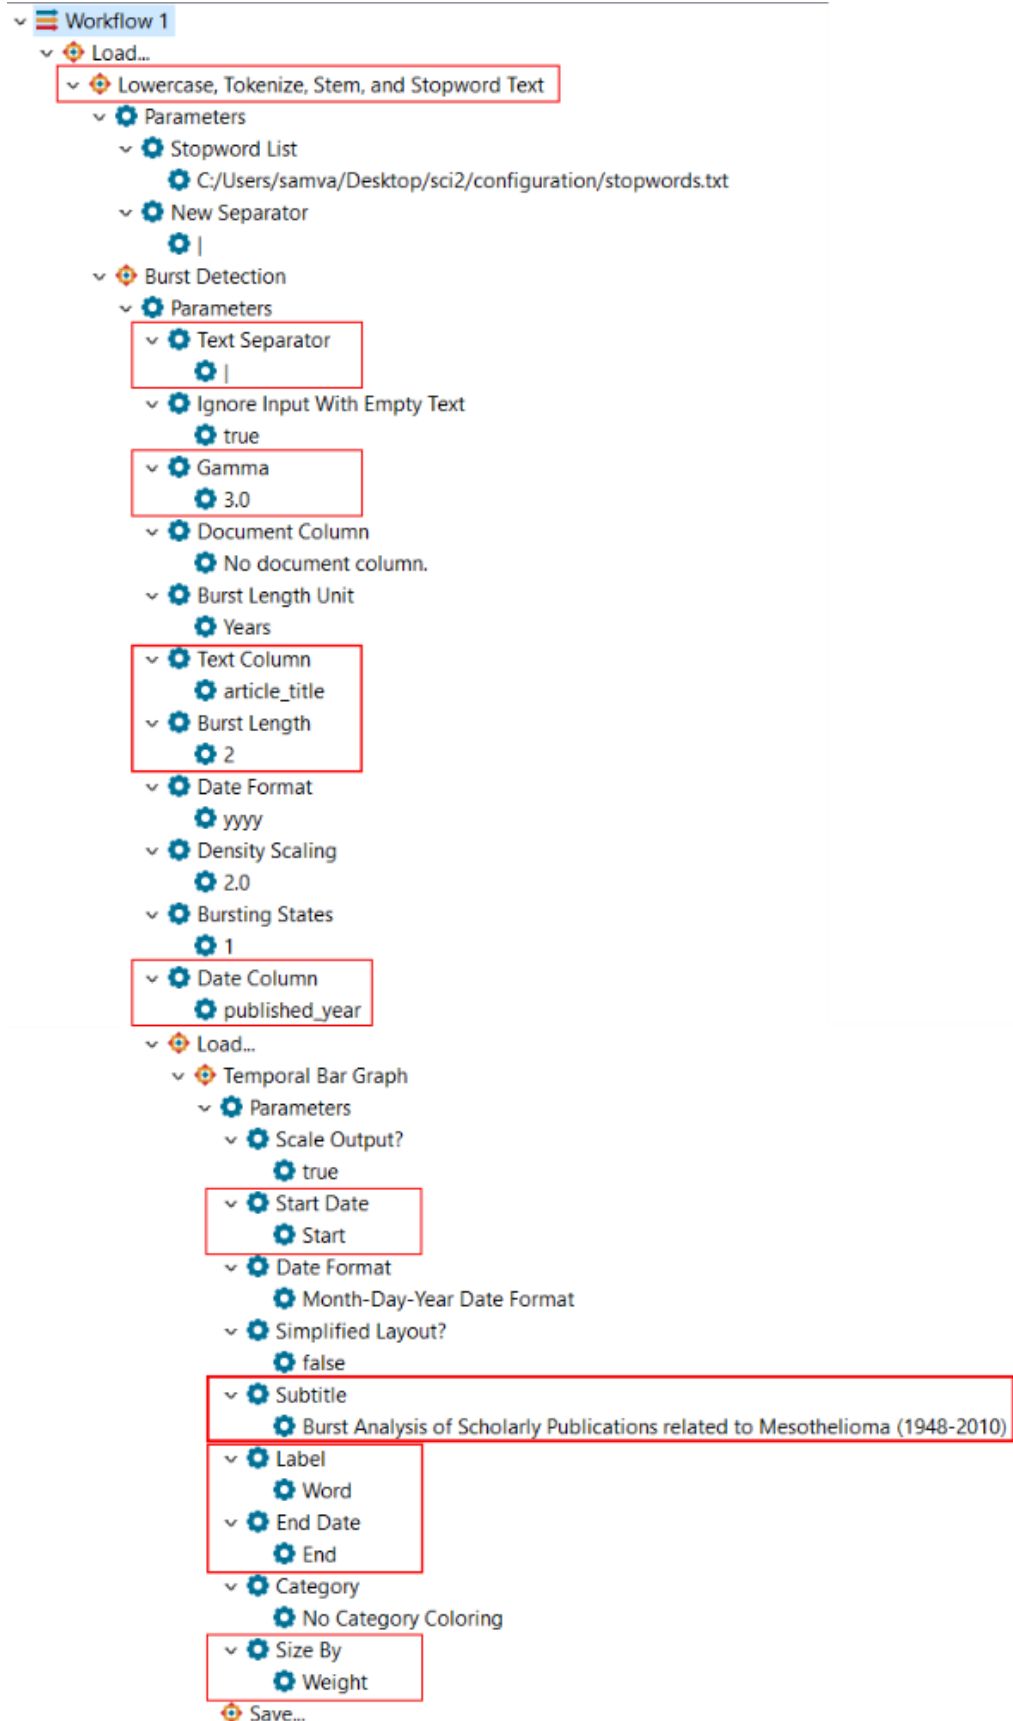 Workflow 1
Load...
Lowercase, Tokenize, Stem, and Stopword Text
Parameters
Stopword List
C:/Users/samva/Desktop/sci2/configuration/stopwords.txt
New Separator
|
Burst Detection
Parameters
Text Separator
|
Ignore Input With Empty Text
true
Gamma
3.0
Document Column
No document column.
Burst Length Unit
Years
Text Column
article_title
Burst Length
2
Date Format
yyyy
Density Scaling
2.0
Bursting States
1
Date Column
published_year
Load...
Temporal Bar Graph
Parameters
Scale Output?
true
Start Date
Start
Date Format
Month-Day-Year Date Format
Simplified Layout?
false
Subtitle
Burst Analysis of Scholarly Publications related to Mesothelioma (1948-2010)
Label
Word
End Date
End
Category
No Category Coloring
Size By
Weight
Save...